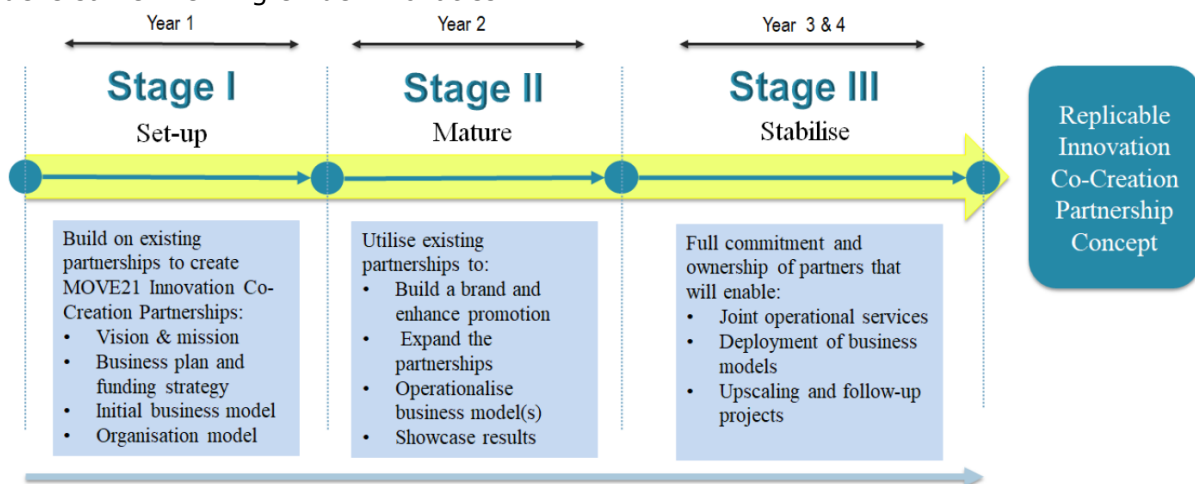 Year 1
Year 2
Year 3 & 4
Stage I
Stage II
Stage III
Set-up
Mature
Stabilise
Build on existing
partnerships to create
MOVE21 Innovation Co-
Creation Partnerships:
• Vision & mission
• Business plan and
funding strategy
• Initial business model
• Organisation model
Utilise existing
partnerships to:
• Build a brand and
enhance promotion
• Expand the
partnerships
• Operationalise
business model(s)
• Showcase results
Full commitment and
ownership of partners that
will enable:
• Joint operational services
• Deployment of business
models
• Upscaling and follow-up
projects
Replicable
Innovation
Co-Creation
Partnership
Concept